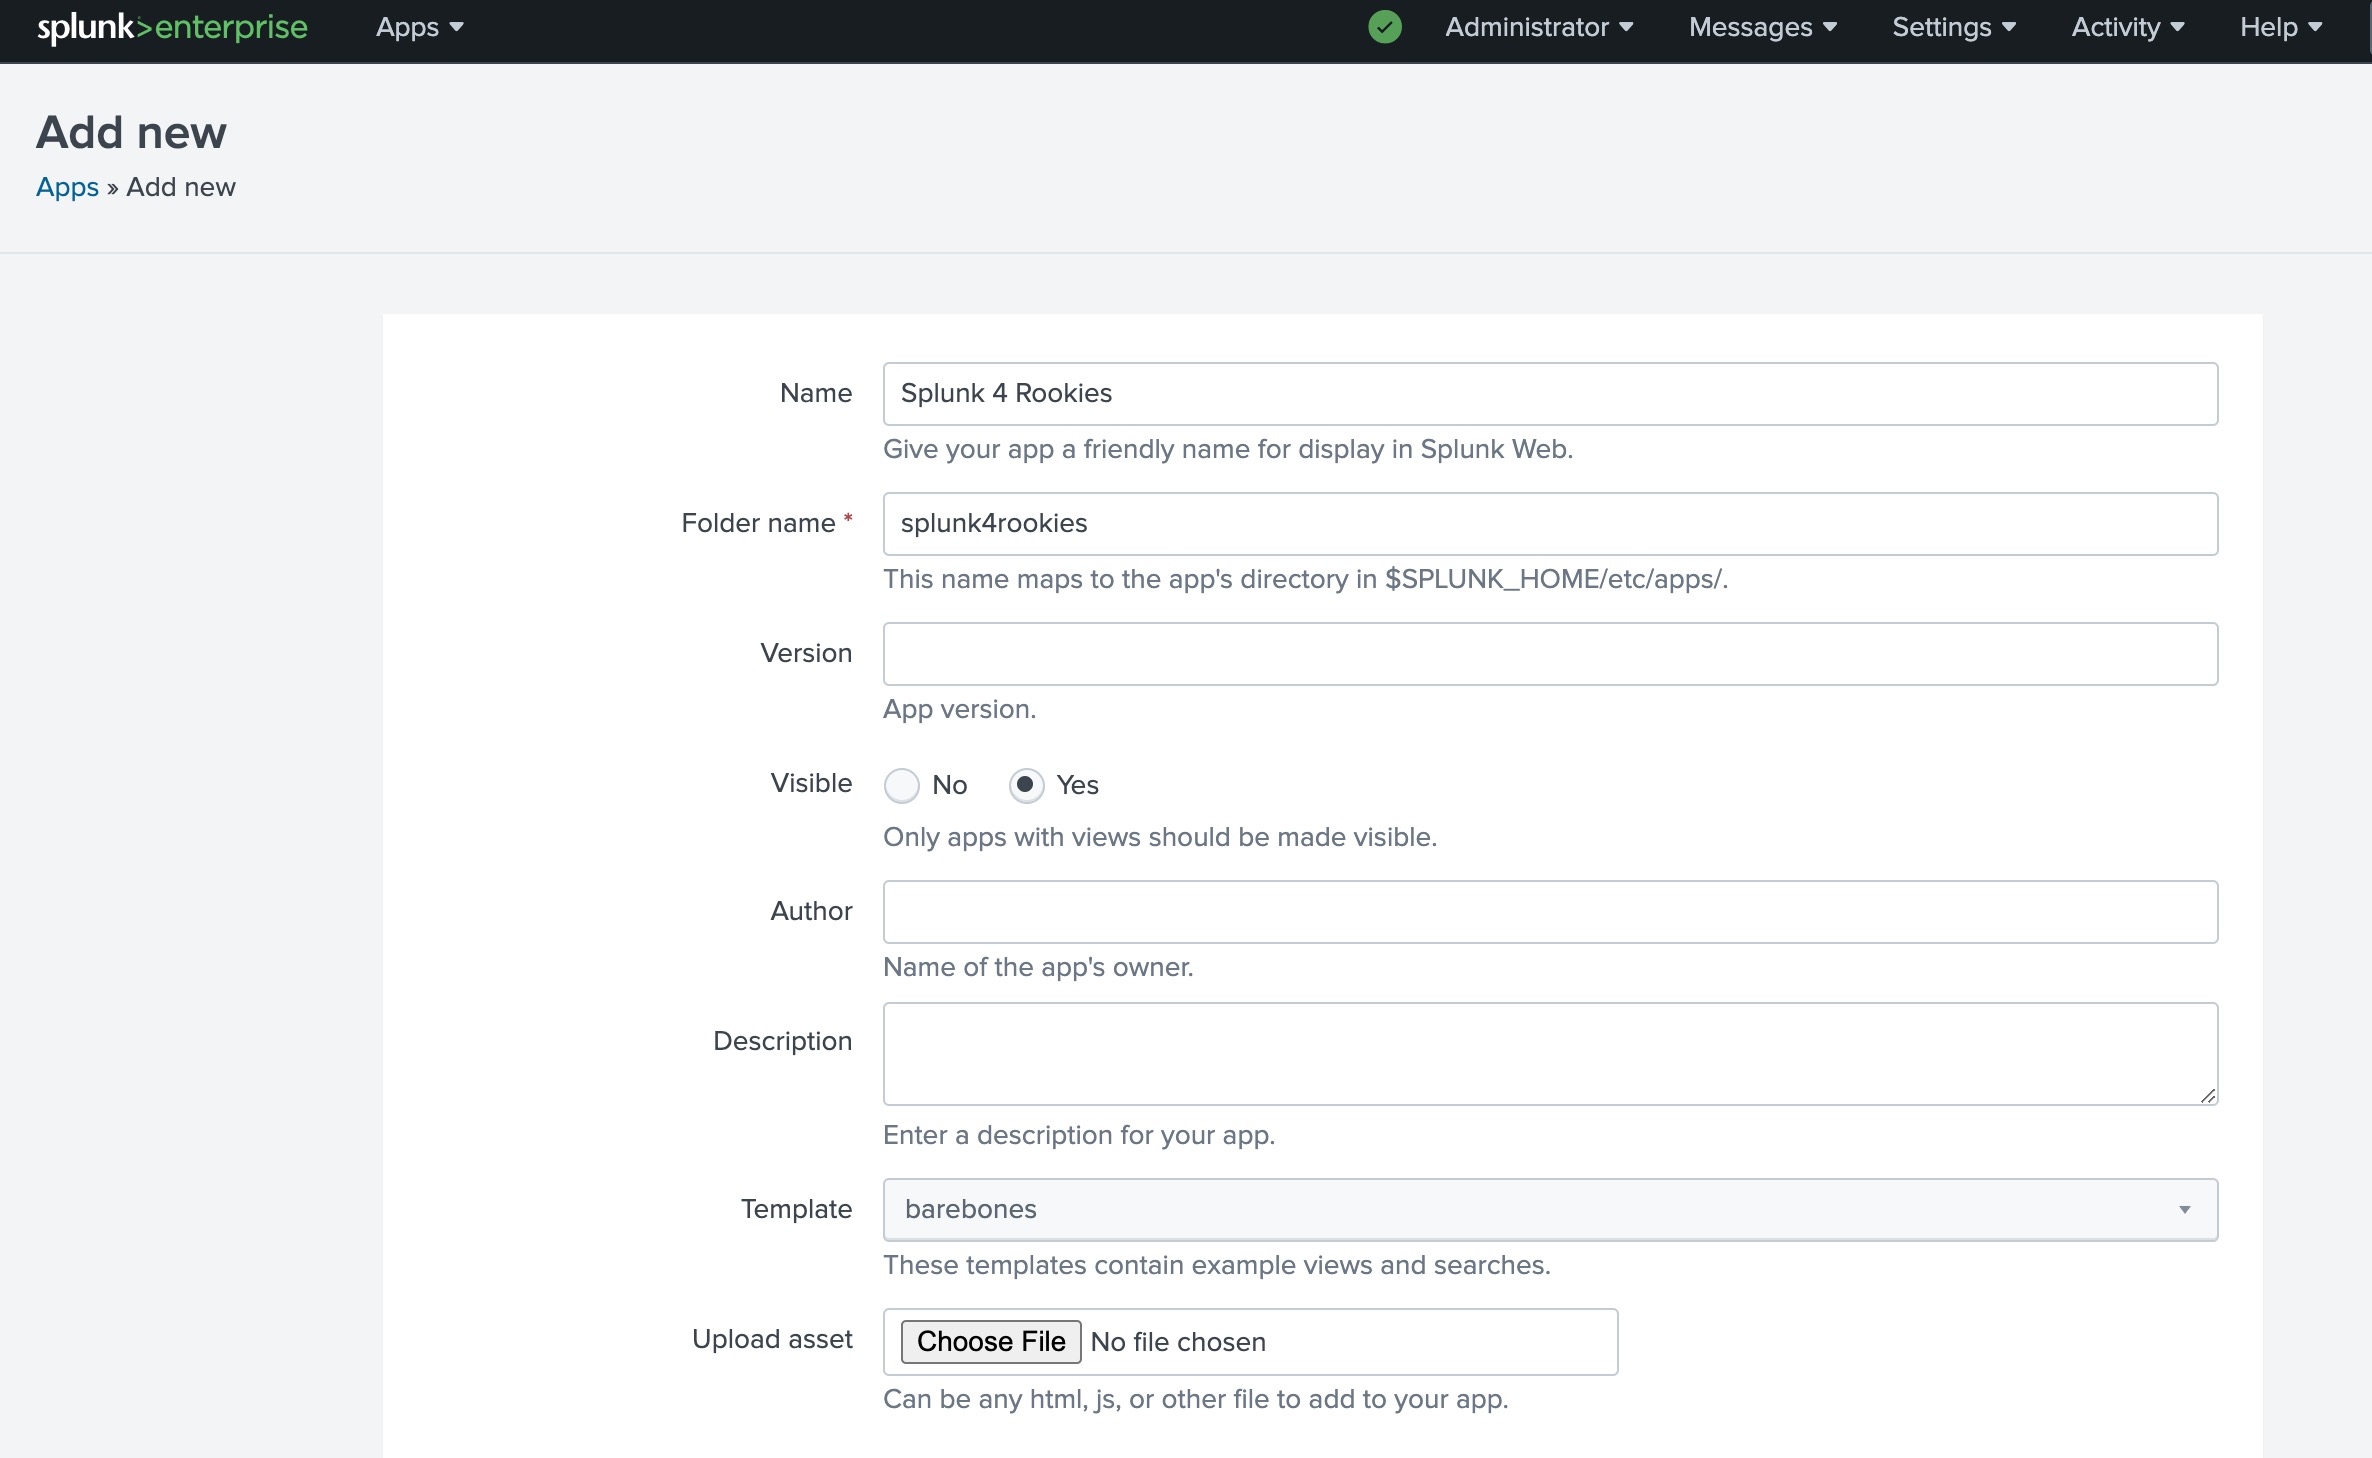 splunk>enterprise Apps Administrator Messages Settings Activity Help
Add new
Apps » Add new
Name Splunk 4 Rookies
Give your app a friendly name for display in Splunk Web.
Folder name * splunk4rookies
This name maps to the app's directory in $SPLUNK_HOME/etc/apps/.
Version
App version.
Visible No Yes
Only apps with views should be made visible.
Author
Name of the app's owner.
Description
Enter a description for your app.
Template barebones
These templates contain example views and searches.
Upload asset Choose File No file chosen
Can be any html, js, or other file to add to your app.